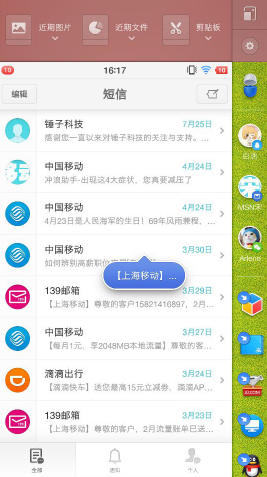 近期图片 近期文件 剪贴板
10 16:17 10
编辑 短信
锤子科技 7月25日
感谢您一直以来对锤子科技的关注与支持。...
中国移动 4月24日
冲浪助手-出现这4大症状，您真要减压了
中国移动 4月24日
4月23日是人民海军的生日！69年风雨兼程，...
中国移动 3月30日
如何辨别高薪职位
【上海移动】...
139邮箱 3月29日
【上海移动】尊敬的客户15821416897，2月...
中国移动 3月27日
【每月1元，享2048MB本地流量】尊敬的客...
滴滴出行 3月24日
【滴滴快车】送您最高15元立减券，滴滴AP...
139邮箱 3月23日
【上海移动】尊敬的客户，2月流量账单已送...
全部 通知 个人
MSN
Arlene
JD.COM